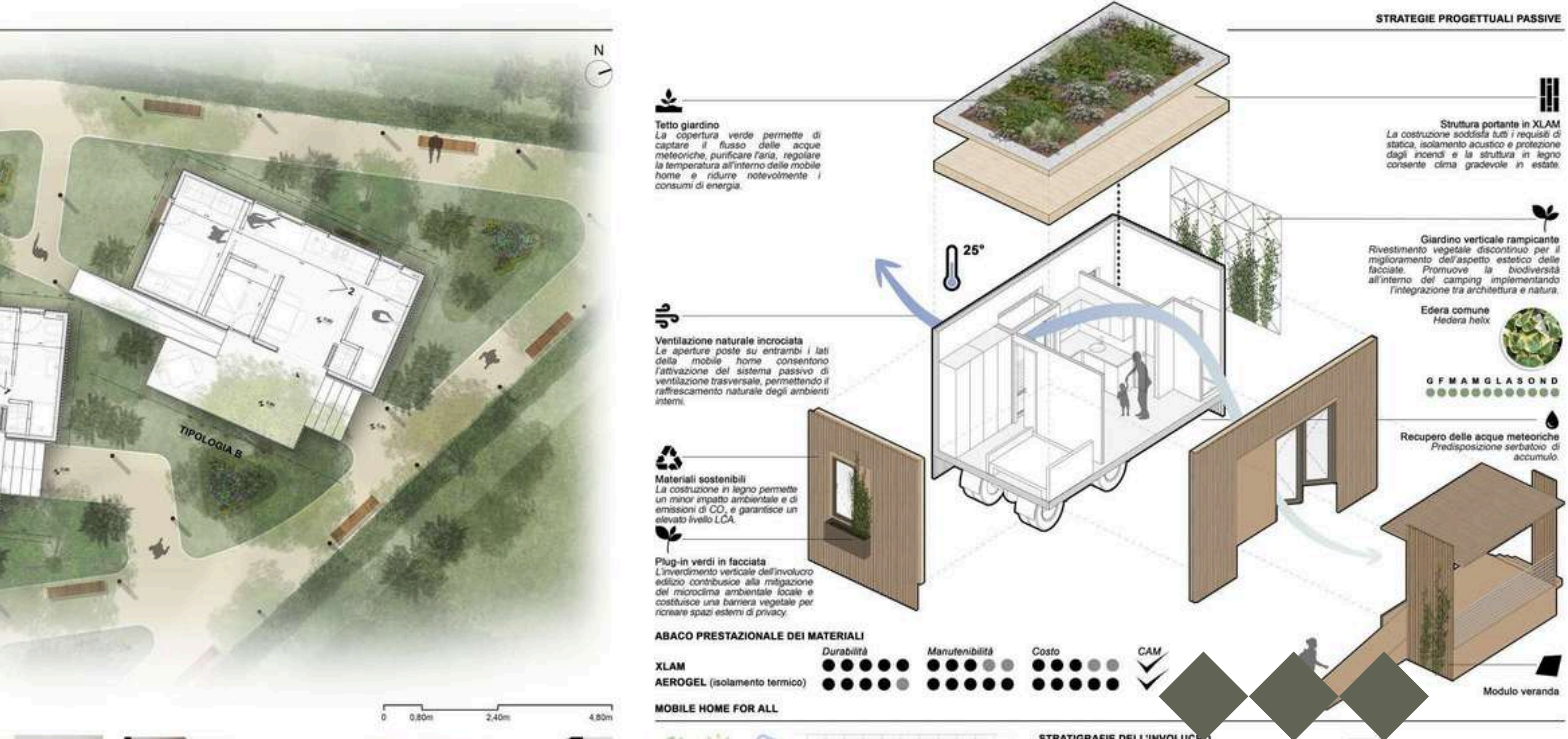 N
TIPOLOGIA B
2
0 0,80m 2,40m 4,80m
STRATEGIE PROGETTUALI PASSIVE
Tetto giardino
La copertura verde permette di
captare il flusso delle acque
meteoriche, purificare l'aria, regolare
la temperatura all'interno delle mobile
home e ridurre notevolmente i
consumi di energia.
Ventilazione naturale incrociata
Le aperture poste su entrambi i lati
della mobile home consentono
l'attivazione del sistema passivo di
ventilazione trasversale, permettendo il
raffrescamento naturale degli ambienti
interni.
Materiali sostenibili
La costruzione in legno permette
un minor impatto ambientale e di
emissioni di CO₂ e garantisce un
elevato livello LCA.
Plug-in verdi in facciata
L'inverdimento verticale dell'involucro
edilizio contribusice alla mitigazione
del microclima ambientale locale e
costituisce una barriera vegetale per
ricreare spazi esterni di privacy.
25°
Struttura portante in XLAM
La costruzione soddisfa tutti i requisiti di
statica, isolamento acustico e protezione
dagli incendi e la struttura in legno
consente clima gradevole in estate.
Giardino verticale rampicante
Rivestimento vegetale discontinuo per il
miglioramento dell'aspetto estetico delle
facciate. Promuove la biodiversità
all'interno del camping implementando
l'integrazione tra architettura e natura.
Edera comune
Hedera helix
G F M A M G L A S O N D
Recupero delle acque meteoriche
Predisposizione serbatoio di
accumulo.
Modulo veranda
ABACO PRESTAZIONALE DEI MATERIALI
Durabilità Manutenibilità Costo CAM
XLAM
AEROGEL (isolamento termico)
MOBILE HOME FOR ALL
STRATIGRAFIE DELL'INVOLUCRO